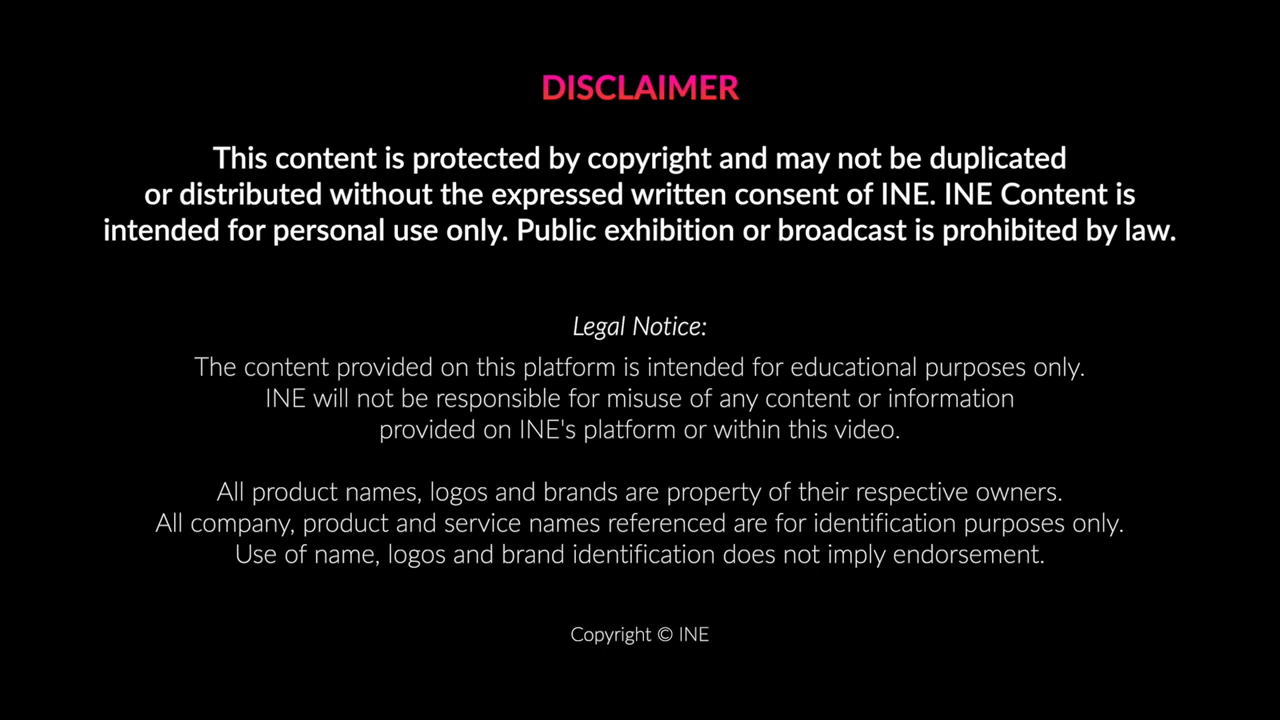 DISCLAIMER
This content is protected by copyright and may not be duplicated
or distributed without the expressed written consent of INE. INE Content is
intended for personal use only. Public exhibition or broadcast is prohibited by law.
Legal Notice:
The content provided on this platform is intended for educational purposes only.
INE will not be responsible for misuse of any content or information
provided on INE's platform or within this video.
All product names, logos and brands are property of their respective owners.
All company, product and service names referenced are for identification purposes only.
Use of name, logos and brand identification does not imply endorsement.
Copyright © INE